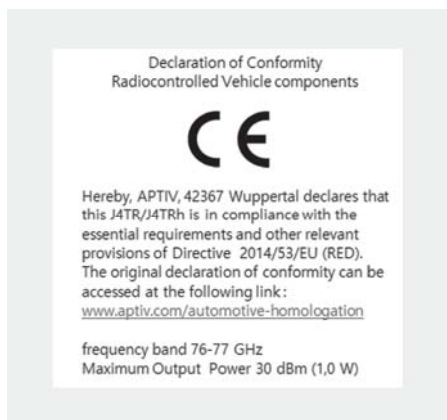 Declaration of Conformity
Radiocontrolled Vehicle components
CE
Hereby, APTIV, 42367 Wuppertal declares that
this J4TR/J4TRh is in compliance with the
essential requirements and other relevant
provisions of Directive 2014/53/EU (RED).
The original declaration of conformity can be
accessed at the following link:
www.aptiv.com/automotive-homologation
frequency band 76-77 GHz
Maximum Output Power 30 dBm (1,0 W)